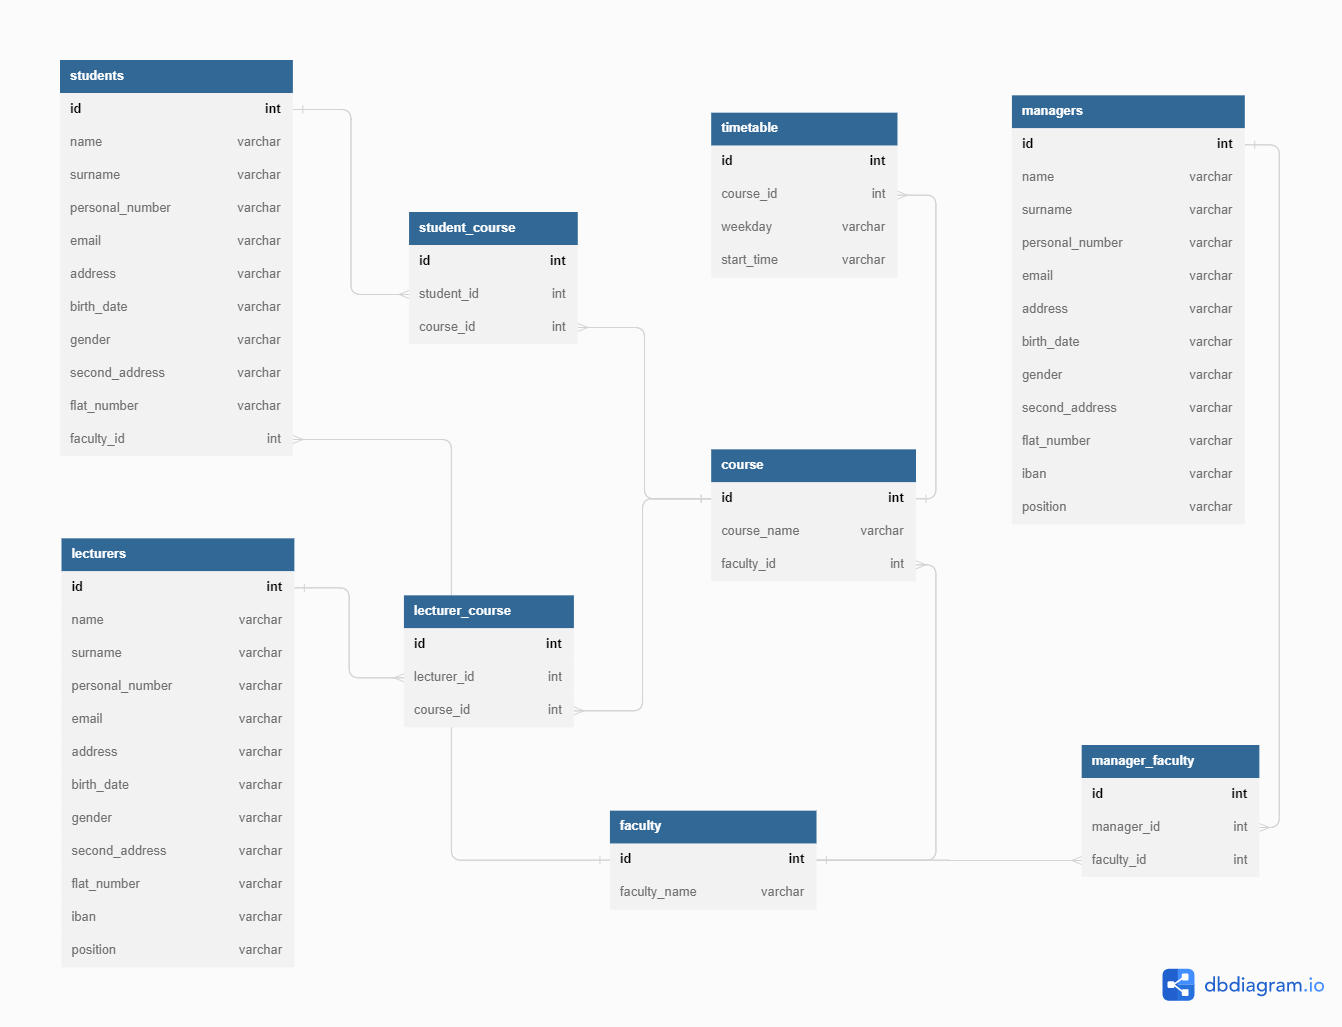 students
id int
name varchar
surname varchar
personal_number varchar
email varchar
address varchar
birth_date varchar
gender varchar
second_address varchar
flat_number varchar
faculty_id int
student_course
id int
student_id int
course_id int
timetable
id int
course_id int
weekday varchar
start_time varchar
managers
id int
name varchar
surname varchar
personal_number varchar
email varchar
address varchar
birth_date varchar
gender varchar
second_address varchar
flat_number varchar
iban varchar
position varchar
course
id int
course_name varchar
faculty_id int
lecturers
id int
name varchar
surname varchar
personal_number varchar
email varchar
address varchar
birth_date varchar
gender varchar
second_address varchar
flat_number varchar
iban varchar
position varchar
lecturer_course
id int
lecturer_id int
course_id int
faculty
id int
faculty_name varchar
manager_faculty
id int
manager_id int
faculty_id int
dbdiagram.io